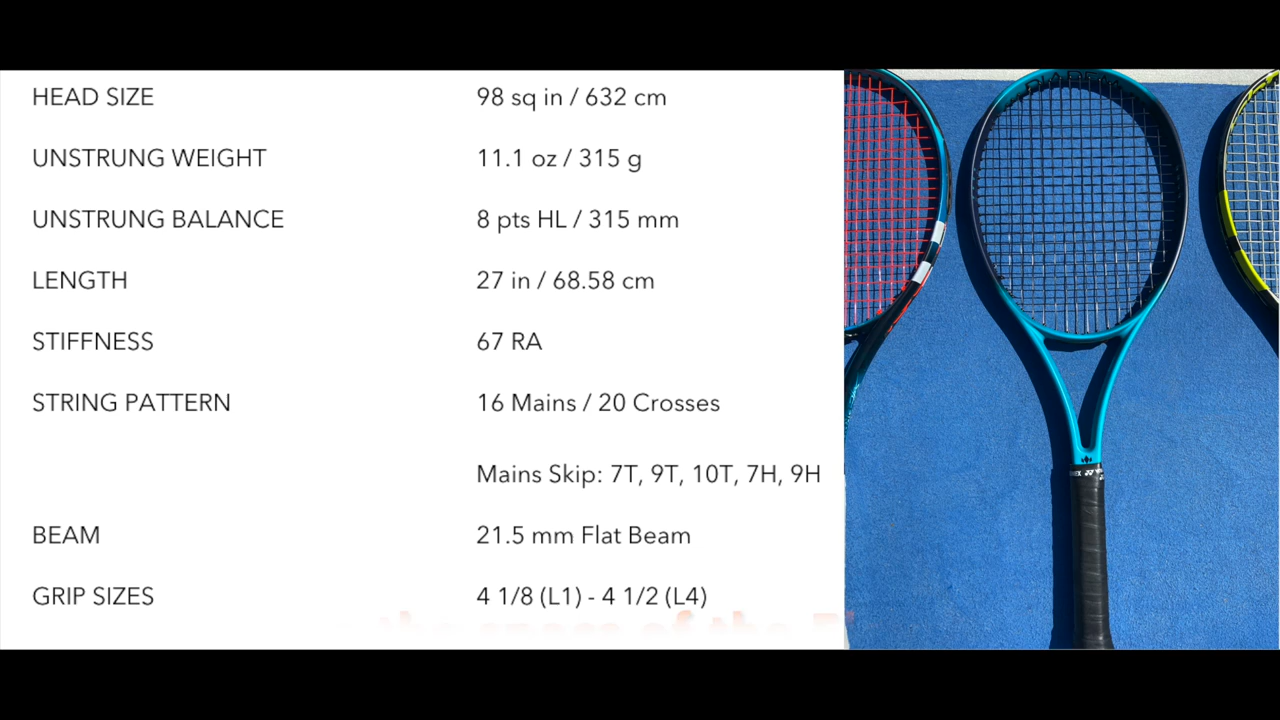 HEAD SIZE 98 sq in / 632 cm
UNSTRUNG WEIGHT 11.1 oz / 315 g
UNSTRUNG BALANCE 8 pts HL / 315 mm
LENGTH 27 in / 68.58 cm
STIFFNESS 67 RA
STRING PATTERN 16 Mains / 20 Crosses
Mains Skip: 7T, 9T, 10T, 7H, 9H
BEAM 21.5 mm Flat Beam
GRIP SIZES 4 1/8 (L1) - 4 1/2 (L4)